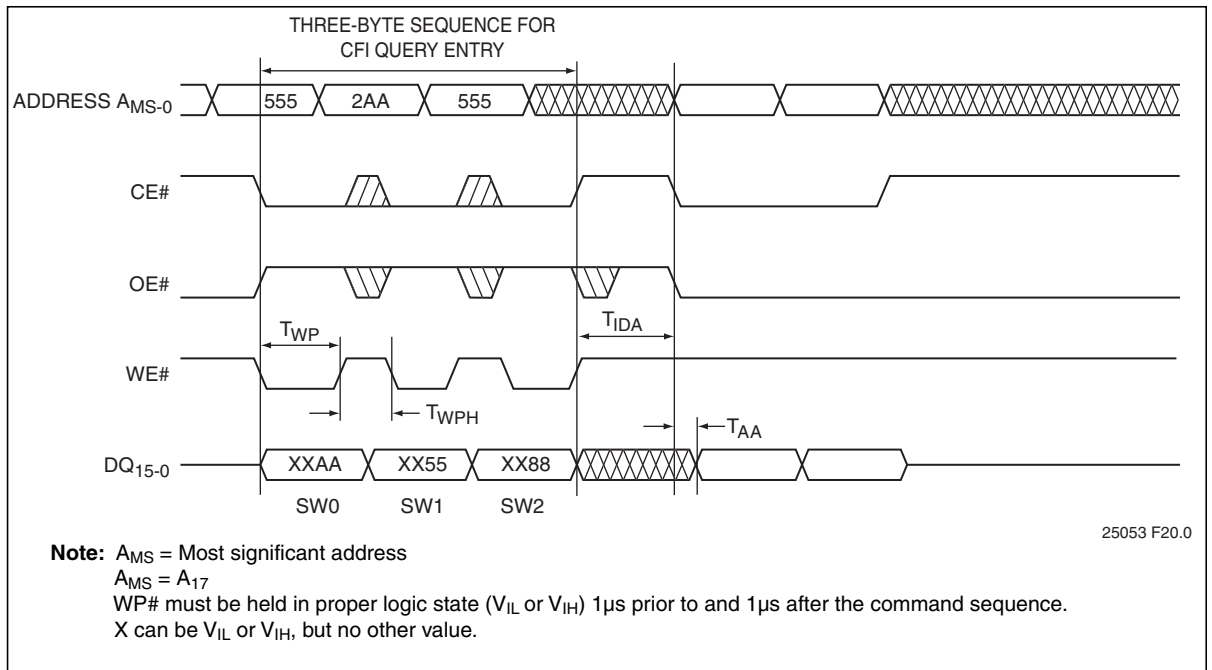 THREE-BYTE SEQUENCE FOR
CFI QUERY ENTRY
ADDRESS AMS-0
555 2AA 555
CE#
OE#
TWP
TIDA
WE#
TWPH
TAA
DQ15-0
XXAA XX55 XX88
SW0 SW1 SW2
25053 F20.0
Note: AMS = Most significant address
AMS = A17
WP# must be held in proper logic state (VIL or VIH) 1µs prior to and 1µs after the command sequence.
X can be VIL or VIH, but no other value.